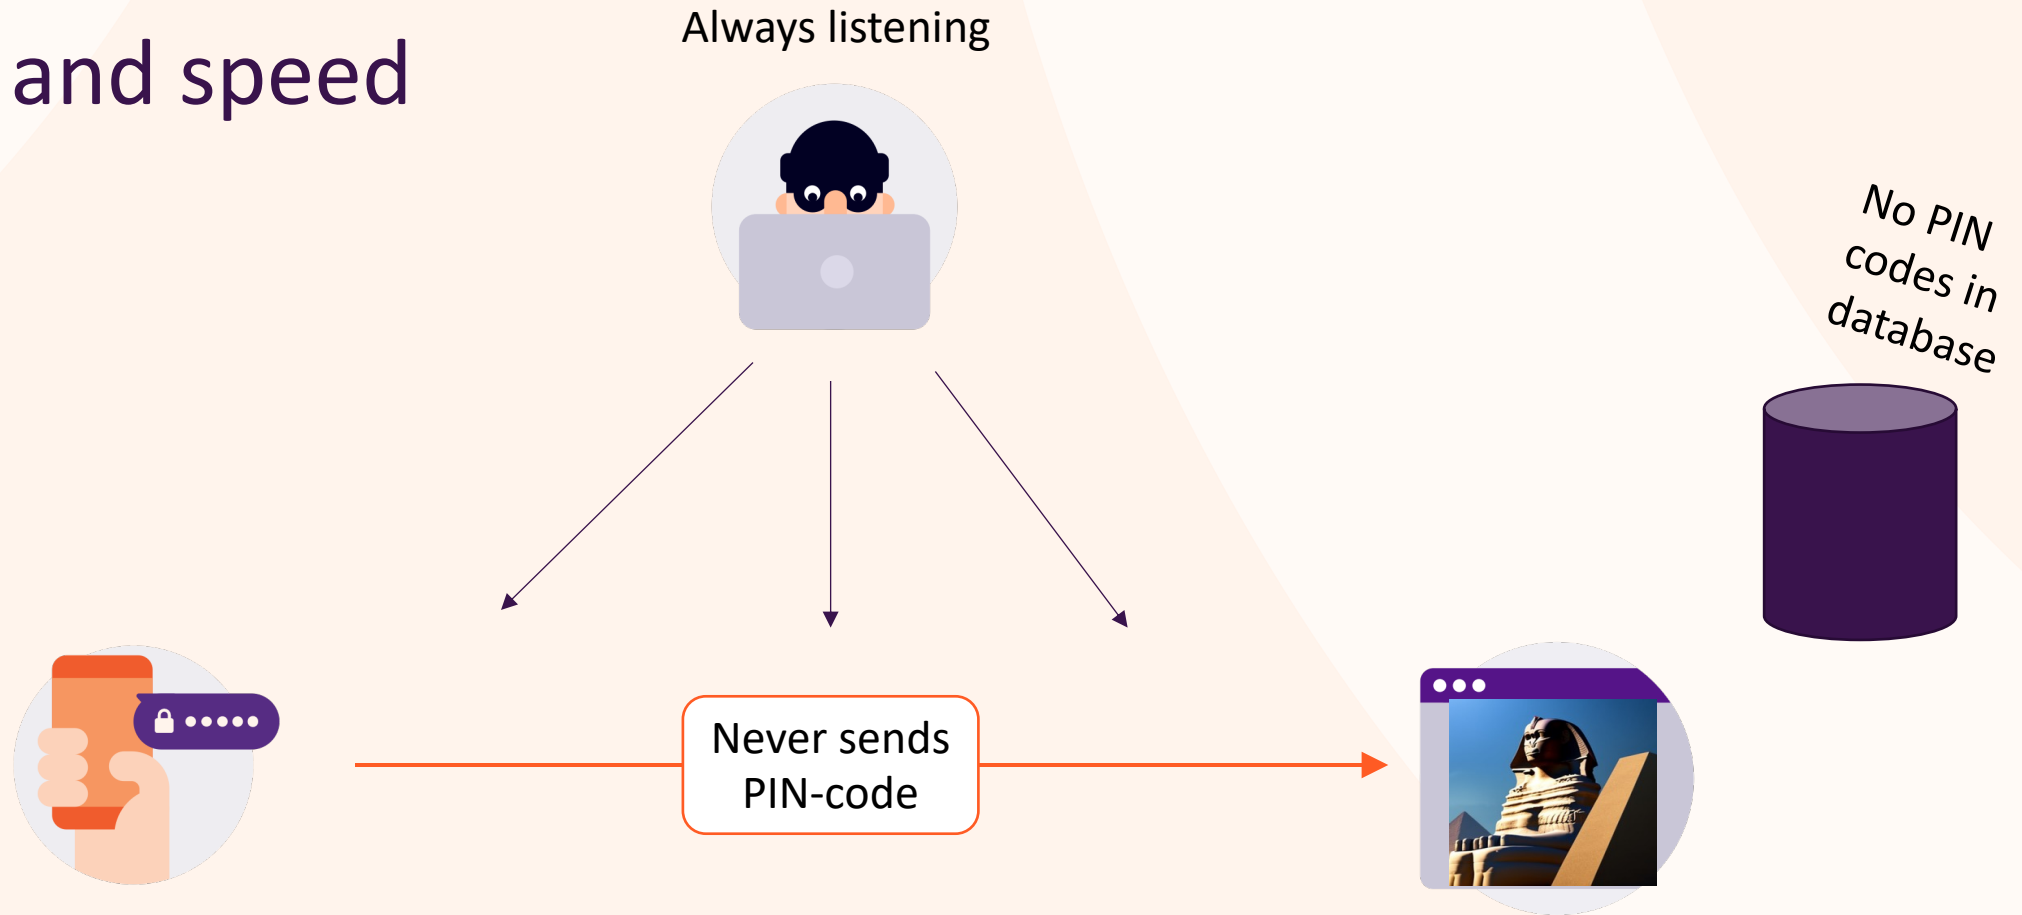 and speed
Always listening
No PIN
codes in
database
Never sends
PIN-code